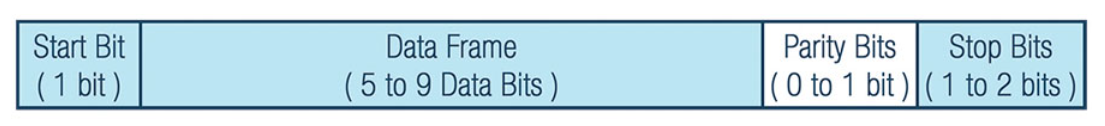 Start Bit
( 1 bit )
Data Frame
( 5 to 9 Data Bits )
Parity Bits
( 0 to 1 bit )
Stop Bits
( 1 to 2 bits )